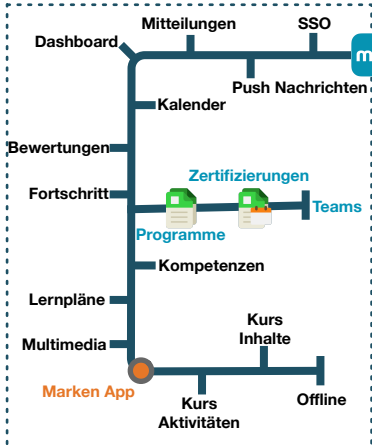 Mitteilungen
SSO
Dashboard
m
Push Nachrichten
Kalender
Bewertungen
Zertifizierungen
Fortschritt
Teams
Programme
Kompetenzen
Lernpläne
Kurs
Inhalte
Multimedia
Marken App
Kurs
Aktivitäten
Offline